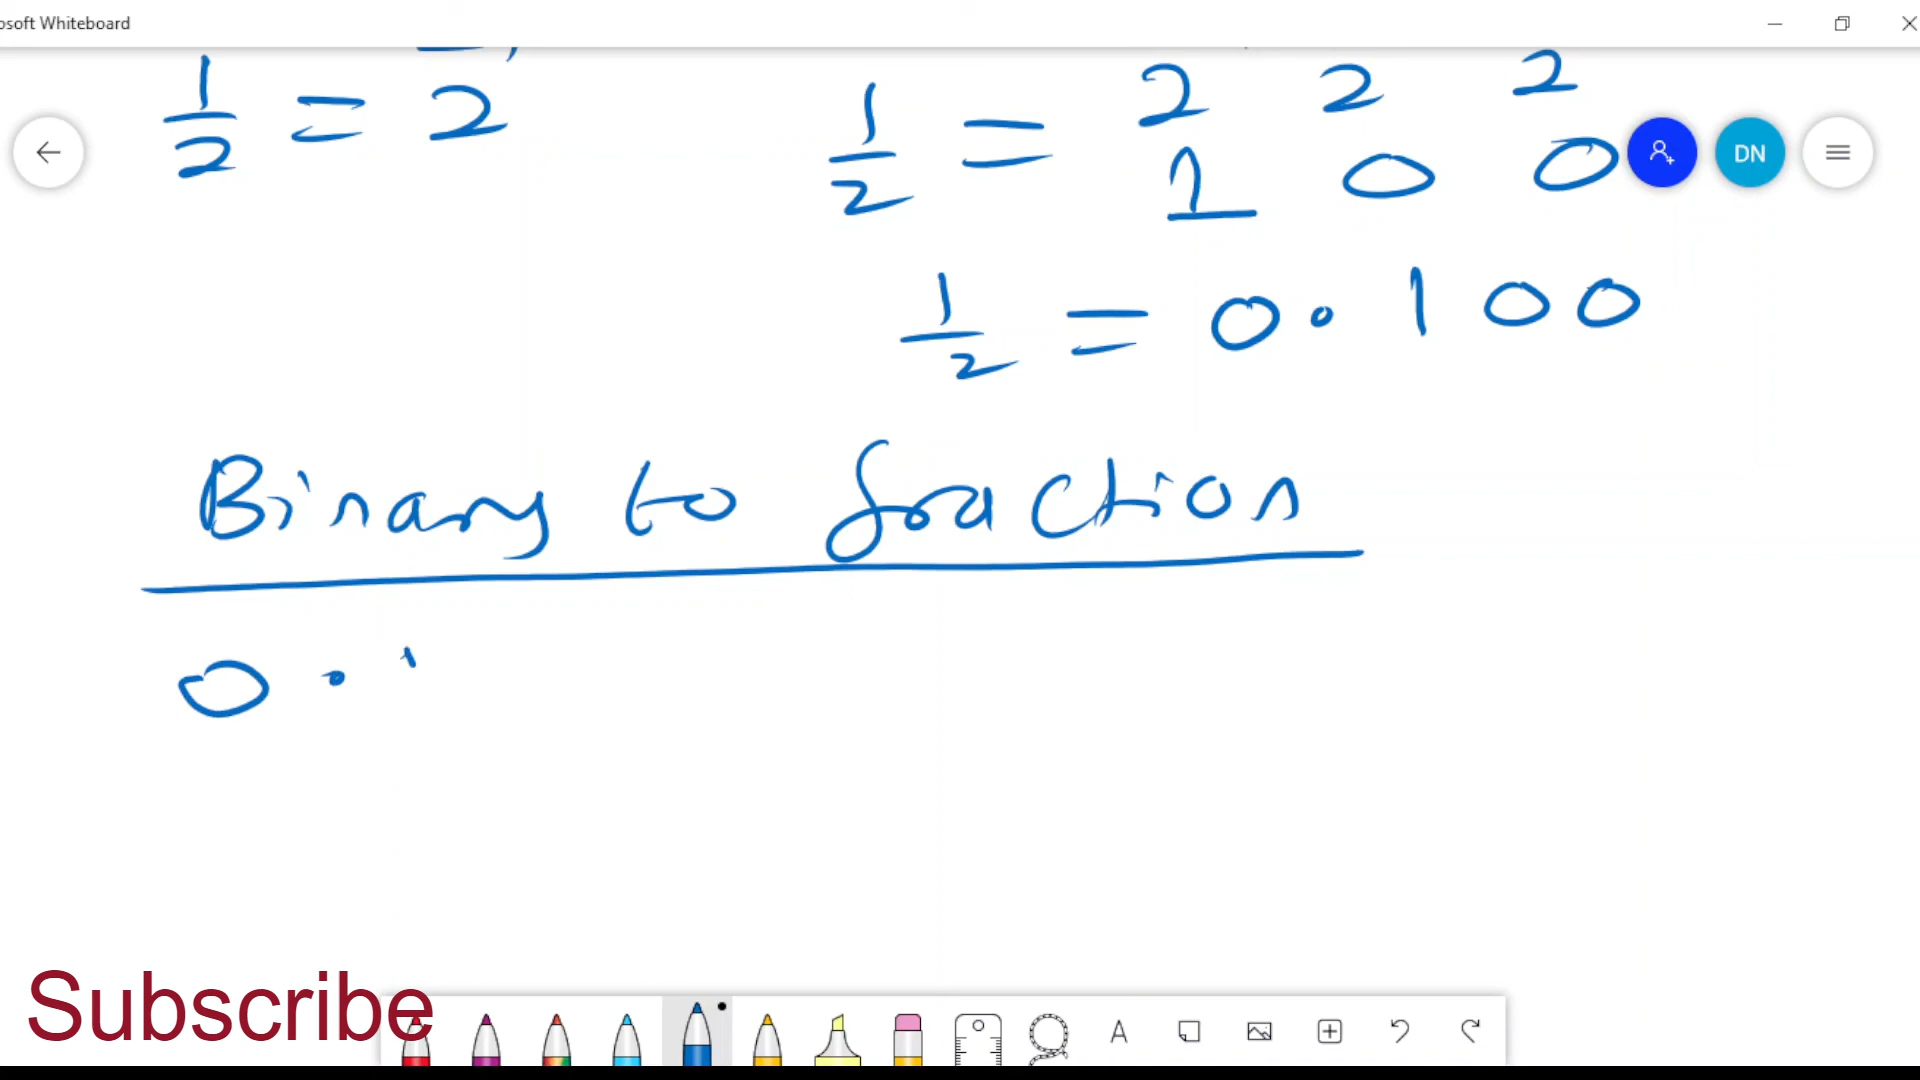 osoft Whiteboard
1/2 = 2
1/2 = 2 2 2
1 0 0
DN
1/2 = 0.100
Binary to fraction
0.
Subscribe
A